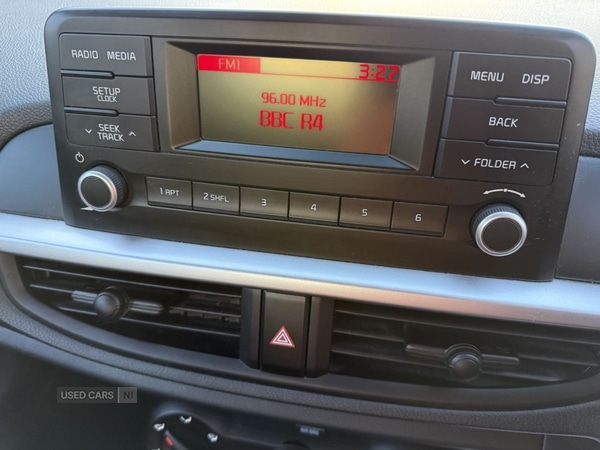 RADIO MEDIA
FM1 3:27
MENU DISP
SETUP
CLOCK
96.00 MHz
BBC R4
BACK
SEEK
TRACK
FOLDER
1 RPT 2 SHFL 3 4 5 6
USED CARS NI